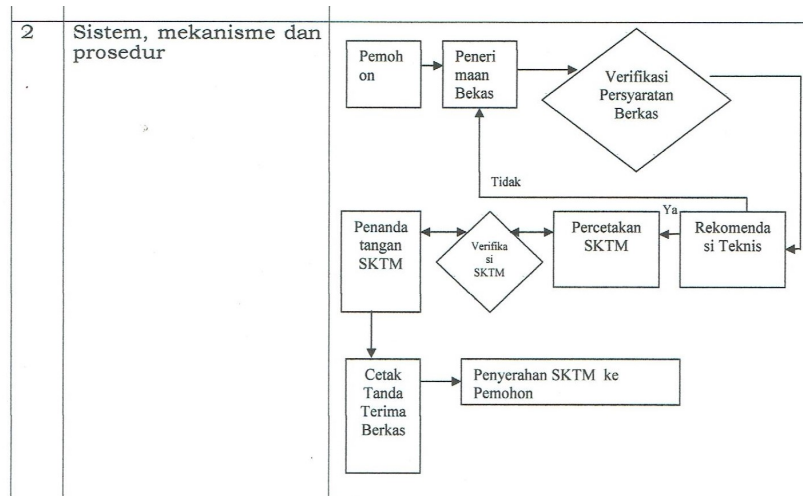 2
Sistem, mekanisme dan
prosedur
Pemoh
on
Peneri
maan
Bekas
Verifikasi
Persyaratan
Berkas
Tidak
Ya
Penanda
tangan
SKTM
Verifika
si
SKTM
Percetakan
SKTM
Rekomenda
si Teknis
Cetak
Tanda
Terima
Berkas
Penyerahan SKTM ke
Pemohon